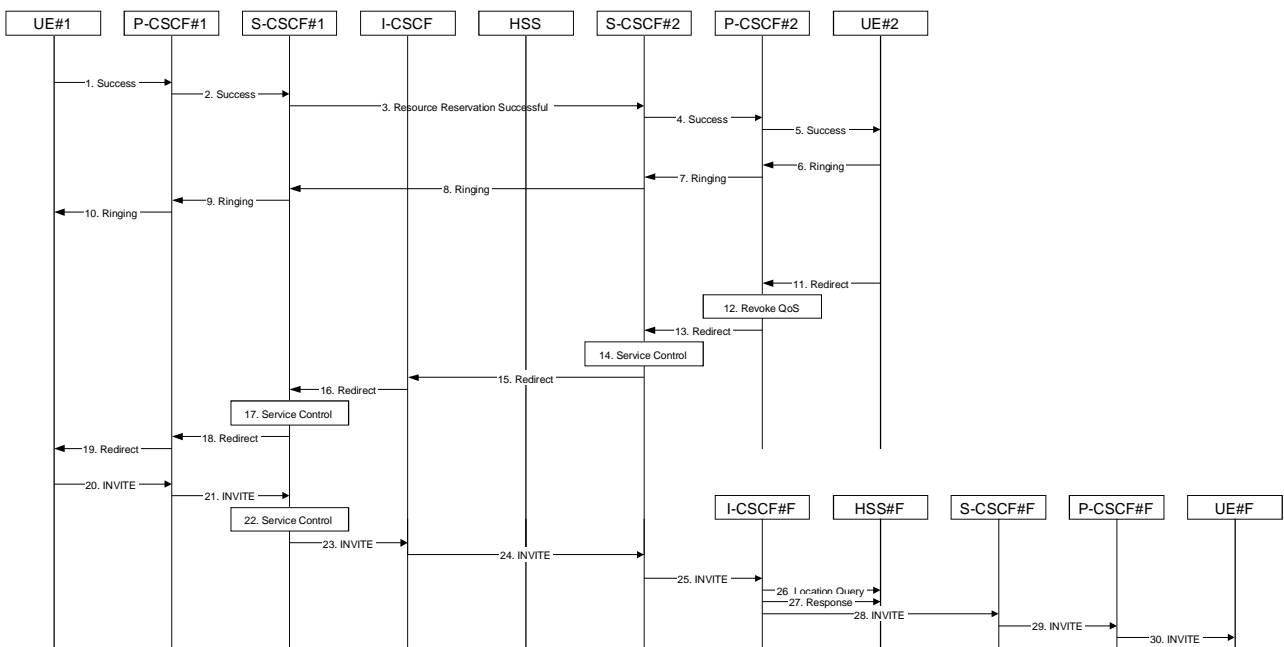 UE#1
P-CSCF#1
S-CSCF#1
I-CSCF
HSS
S-CSCF#2
P-CSCF#2
UE#2
1. Success
2. Success
3. Resource Reservation Successful
4. Success
5. Success
6. Ringing
7. Ringing
8. Ringing
9. Ringing
10. Ringing
11. Redirect
12. Revoke QoS
13. Redirect
14. Service Control
15. Redirect
16. Redirect
17. Service Control
18. Redirect
19. Redirect
20. INVITE
21. INVITE
I-CSCF#F
HSS#F
S-CSCF#F
P-CSCF#F
UE#F
22. Service Control
23. INVITE
24. INVITE
25. INVITE
26. Location Query
27. Response
28. INVITE
29. INVITE
30. INVITE